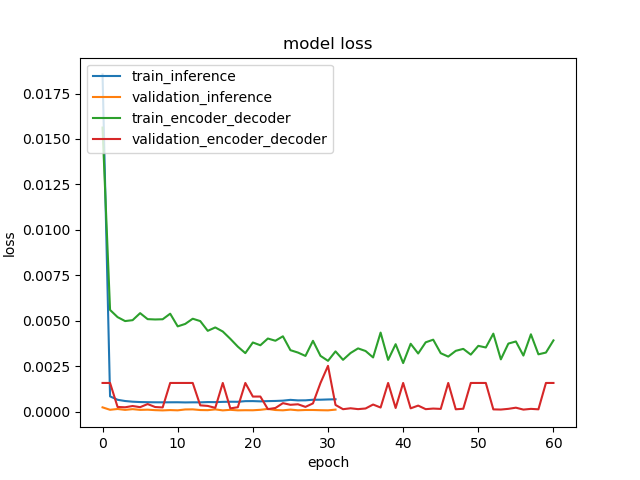 model loss
train_inference
validation_inference
train_encoder_decoder
validation_encoder_decoder
0.0175
0.0150
0.0125
0.0100
0.0075
0.0050
0.0025
0.0000
loss
0 10 20 30 40 50 60
epoch